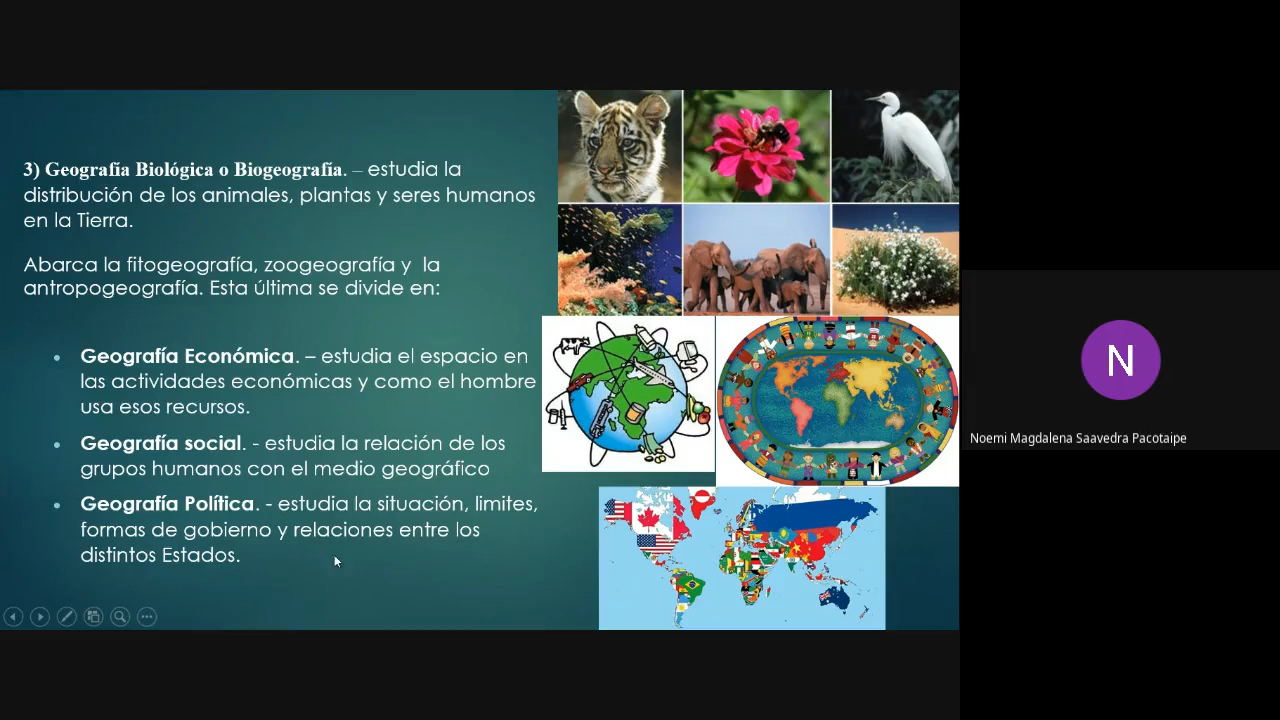 3) Geografía Biológica o Biogeografía. – estudia la
distribución de los animales, plantas y seres humanos
en la Tierra.
Abarca la fitogeografía, zoogeografía y la
antropogeografía. Esta última se divide en:
• Geografía Económica. – estudia el espacio en
las actividades económicas y como el hombre
usa esos recursos.
• Geografía social. - estudia la relación de los
grupos humanos con el medio geográfico
• Geografía Política. - estudia la situación, limites,
formas de gobierno y relaciones entre los
distintos Estados.
N
Noemi Magdalena Saavedra Pacotaipe